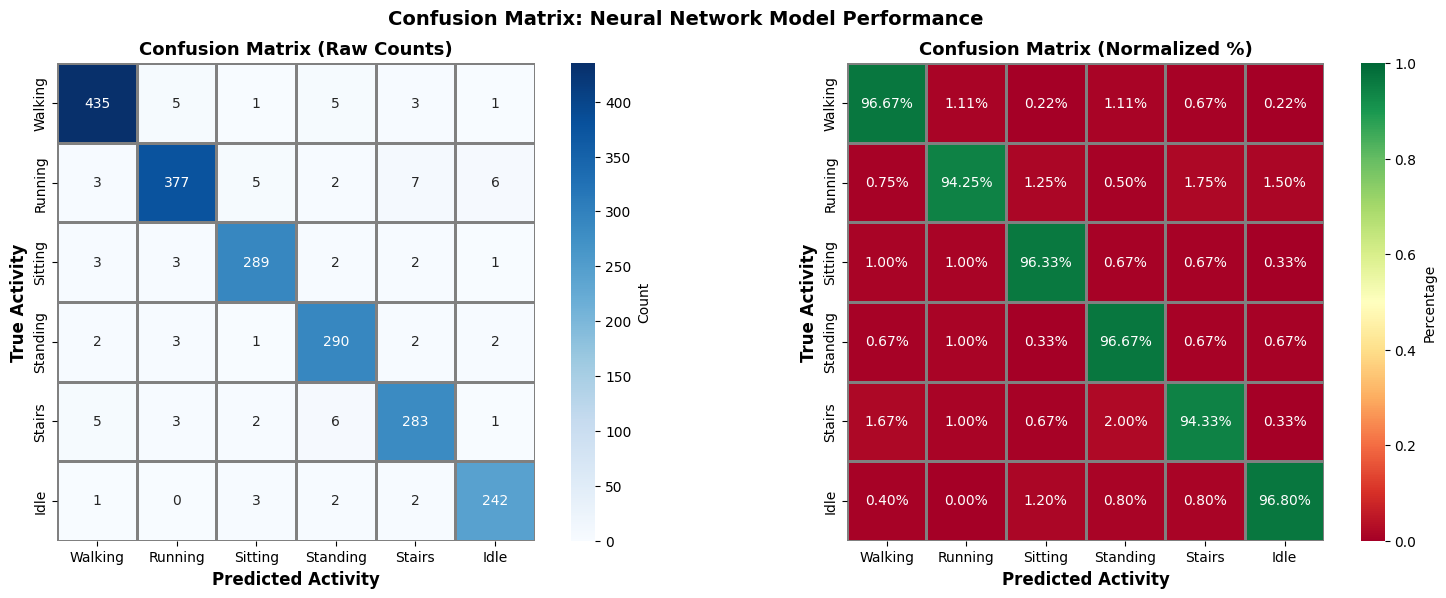 Confusion Matrix: Neural Network Model Performance
Confusion Matrix (Raw Counts)
True Activity
Walking 435 5 1 5 3 1
Running 3 377 5 2 7 6
Sitting 3 3 289 2 2 1
Standing 2 3 1 290 2 2
Stairs 5 3 2 6 283 1
Idle 1 0 3 2 2 242
Walking Running Sitting Standing Stairs Idle
Predicted Activity
400
350
300
250
200
150
100
50
0
Count
Confusion Matrix (Normalized %)
True Activity
Walking 96.67% 1.11% 0.22% 1.11% 0.67% 0.22%
Running 0.75% 94.25% 1.25% 0.50% 1.75% 1.50%
Sitting 1.00% 1.00% 96.33% 0.67% 0.67% 0.33%
Standing 0.67% 1.00% 0.33% 96.67% 0.67% 0.67%
Stairs 1.67% 1.00% 0.67% 2.00% 94.33% 0.33%
Idle 0.40% 0.00% 1.20% 0.80% 0.80% 96.80%
Walking Running Sitting Standing Stairs Idle
Predicted Activity
1.0
0.8
0.6
0.4
0.2
0.0
Percentage